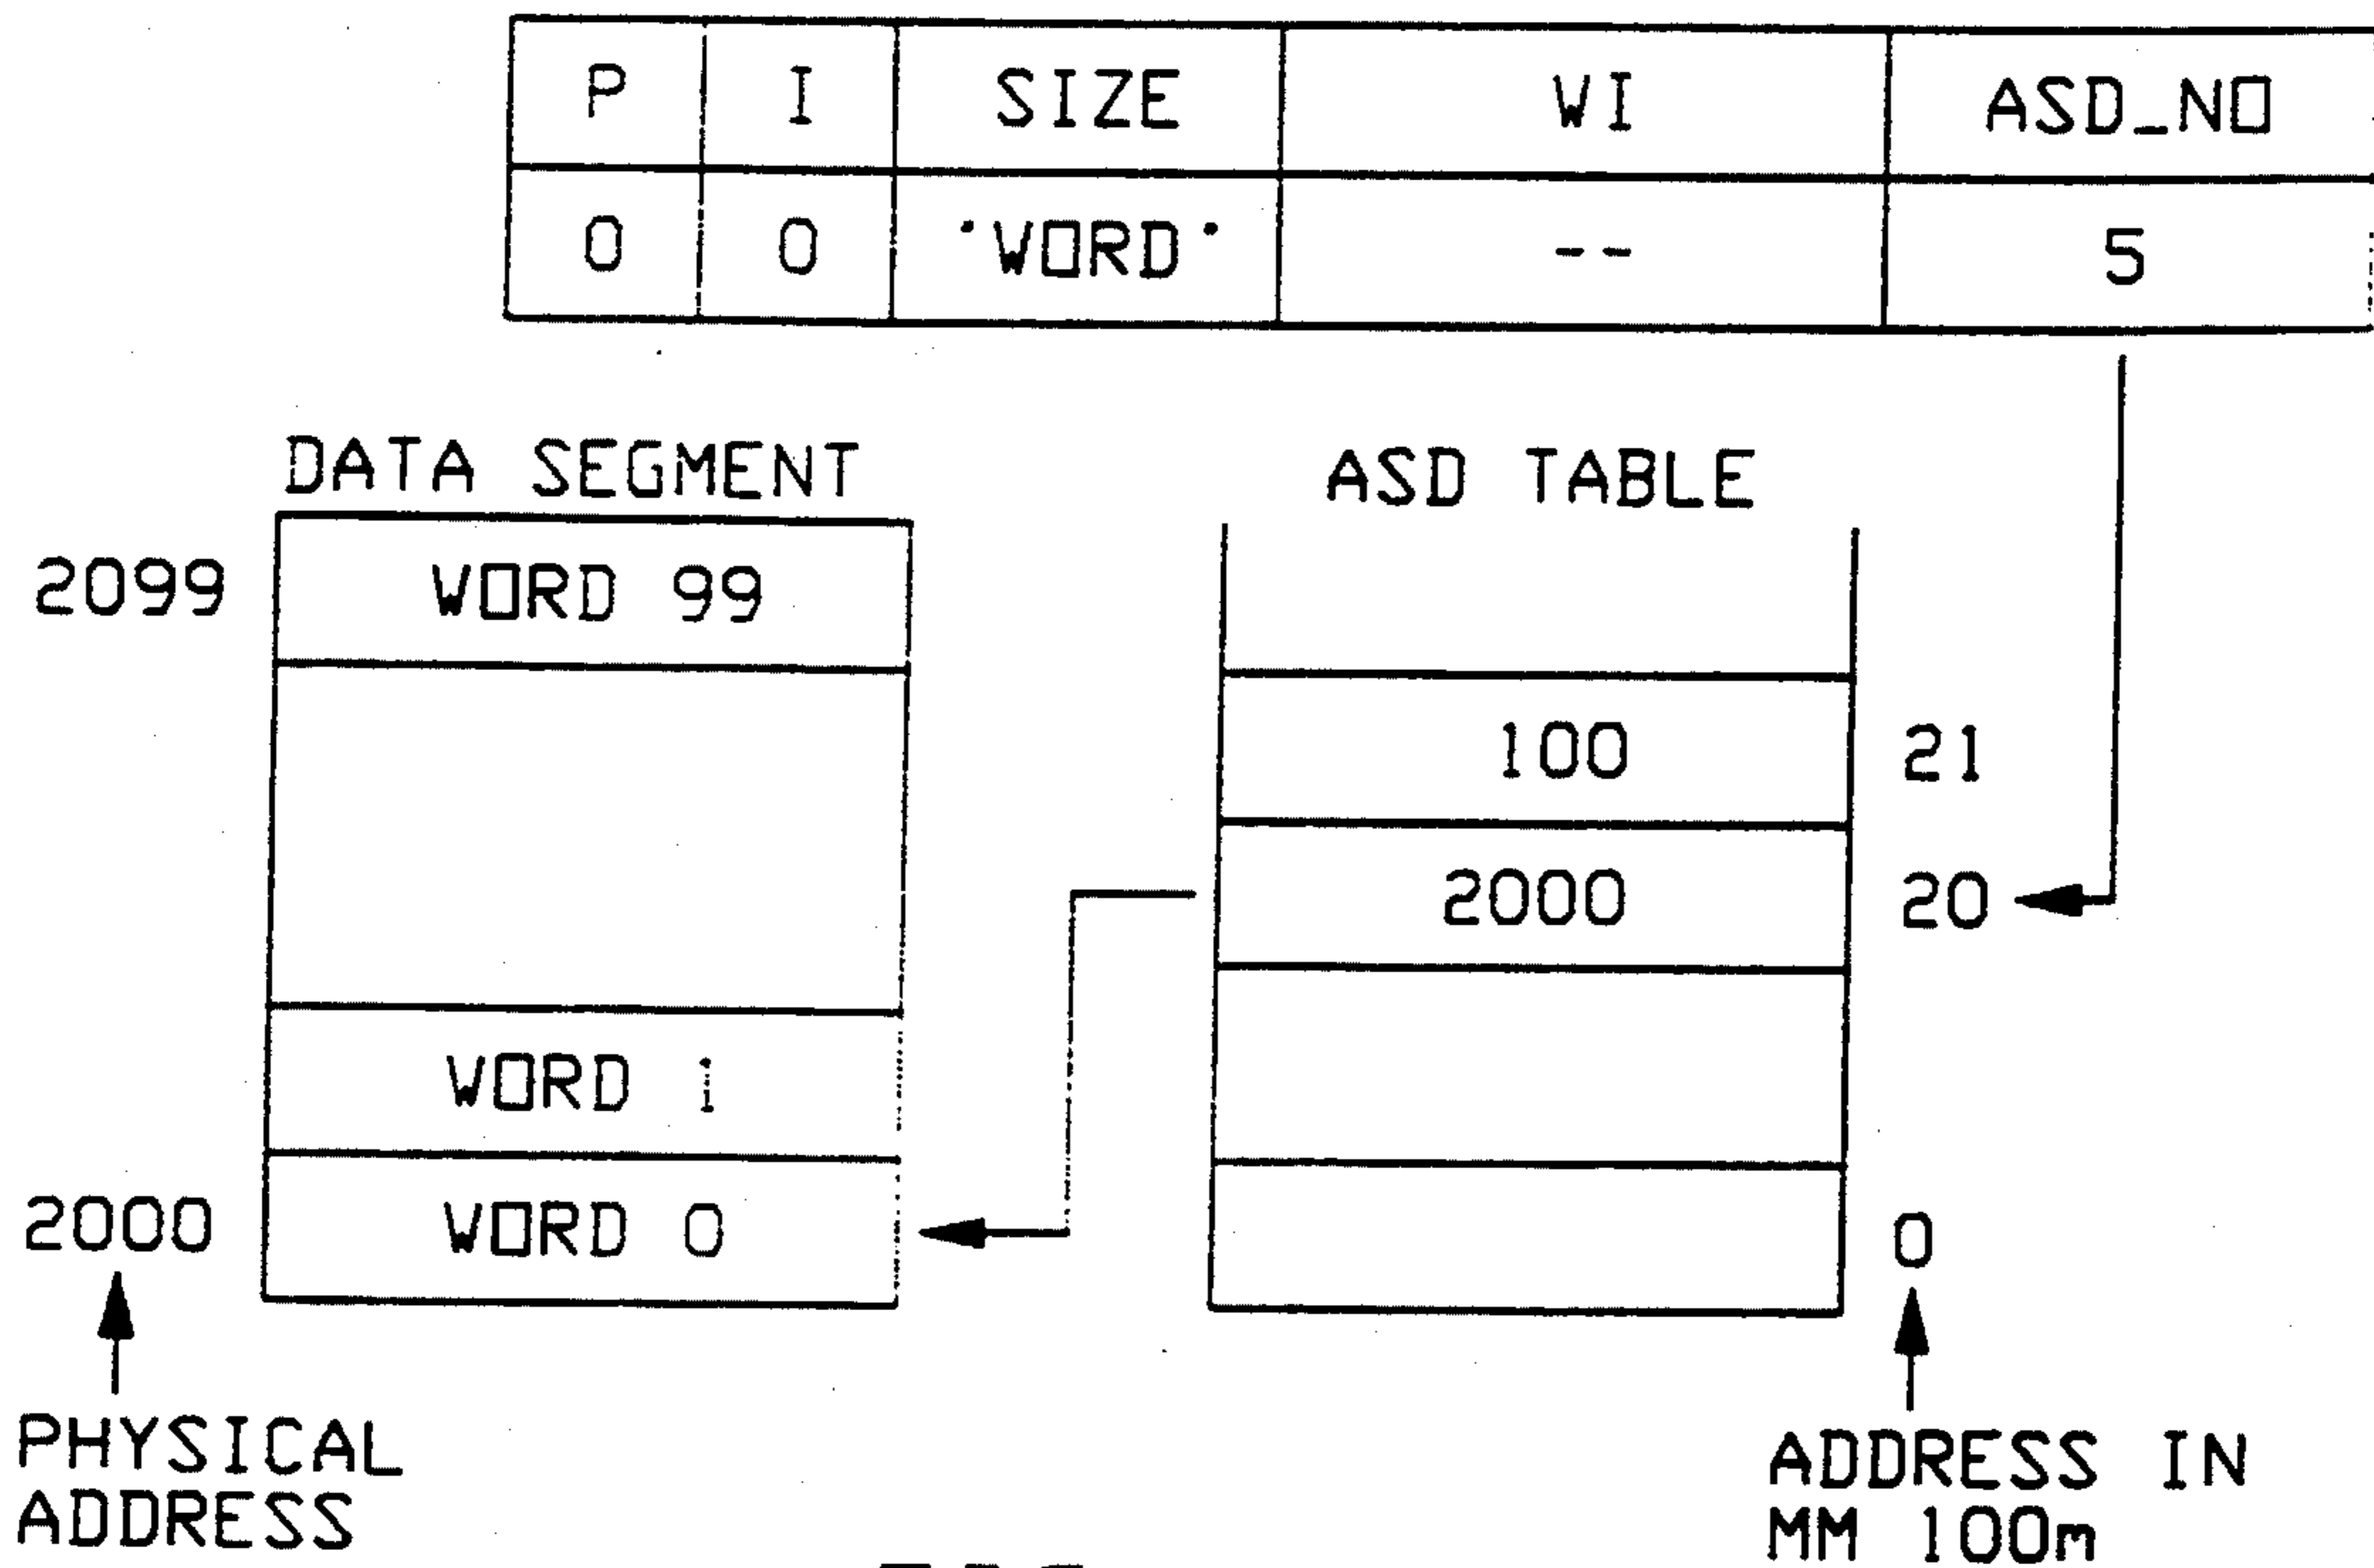 P I SIZE WI ASD_NO
0 0 'WORD' -- 5
DATA SEGMENT
ASD TABLE
2099
WORD 99
100
21
2000
20
WORD 1
2000
WORD 0
0
PHYSICAL
ADDRESS
ADDRESS IN
MM 100m